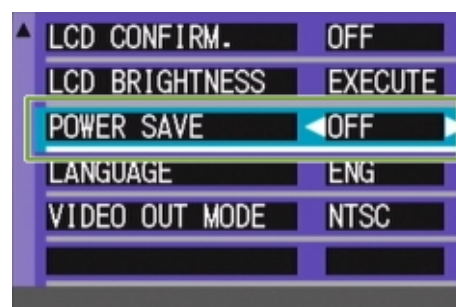 LCD CONFIRM. OFF
LCD BRIGHTNESS EXECUTE
POWER SAVE OFF
LANGUAGE ENG
VIDEO OUT MODE NTSC